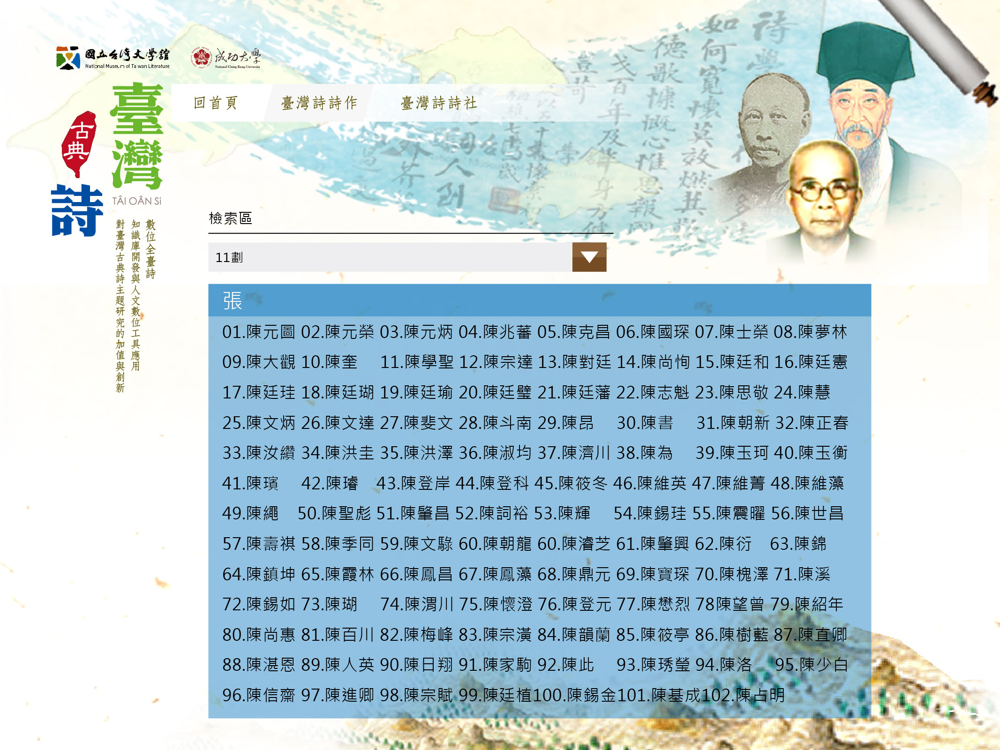 國立台灣文學館
National Museum of Taiwan Literature
成功大學
National Cheng Kung University
臺灣
古典
詩
TÂI OÂN Si
數位全臺詩
知識庫開發與人文數位工具應用
對臺灣古典詩主題研究的加值與創新
回首頁 臺灣詩詩作 臺灣詩詩社
檢索區
11劃
張
01.陳元圖 02.陳元榮 03.陳元炳 04.陳兆蕃 05.陳克昌 06.陳國琛 07.陳士榮 08.陳夢林
09.陳大觀 10.陳奎 11.陳學聖 12.陳宗達 13.陳對廷 14.陳尚恂 15.陳廷和 16.陳廷憲
17.陳廷珪 18.陳廷瑚 19.陳廷瑜 20.陳廷璧 21.陳廷藩 22.陳志魁 23.陳思敬 24.陳慧
25.陳文炳 26.陳文達 27.陳斐文 28.陳斗南 29.陳昂 30.陳書 31.陳朝新 32.陳正春
33.陳汝纘 34.陳洪圭 35.陳洪澤 36.陳淑均 37.陳濟川 38.陳為 39.陳玉珂 40.陳玉衡
41.陳璸 42.陳璿 43.陳登岸 44.陳登科 45.陳筱冬 46.陳維英 47.陳維菁 48.陳維藻
49.陳繩 50.陳聖彪 51.陳肇昌 52.陳詞裕 53.陳輝 54.陳錫珪 55.陳震曜 56.陳世昌
57.陳壽祺 58.陳季同 59.陳文騄 60.陳朝龍 60.陳濬芝 61.陳肇興 62.陳衍 63.陳錦
64.陳鎮坤 65.陳霞林 66.陳鳳昌 67.陳鳳藻 68.陳鼎元 69.陳寶琛 70.陳槐澤 71.陳溪
72.陳錫如 73.陳瑚 74.陳渭川 75.陳懷澄 76.陳登元 77.陳懋烈 78陳望曾 79.陳紹年
80.陳尚惠 81.陳百川 82.陳梅峰 83.陳宗潢 84.陳韻蘭 85.陳筱亭 86.陳樹藍 87.陳直卿
88.陳湛恩 89.陳人英 90.陳日翔 91.陳家駒 92.陳此 93.陳琇瑩 94.陳洛 95.陳少白
96.陳信齋 97.陳進卿 98.陳宗賦 99.陳廷植100.陳錫金101.陳基成102.陳占明